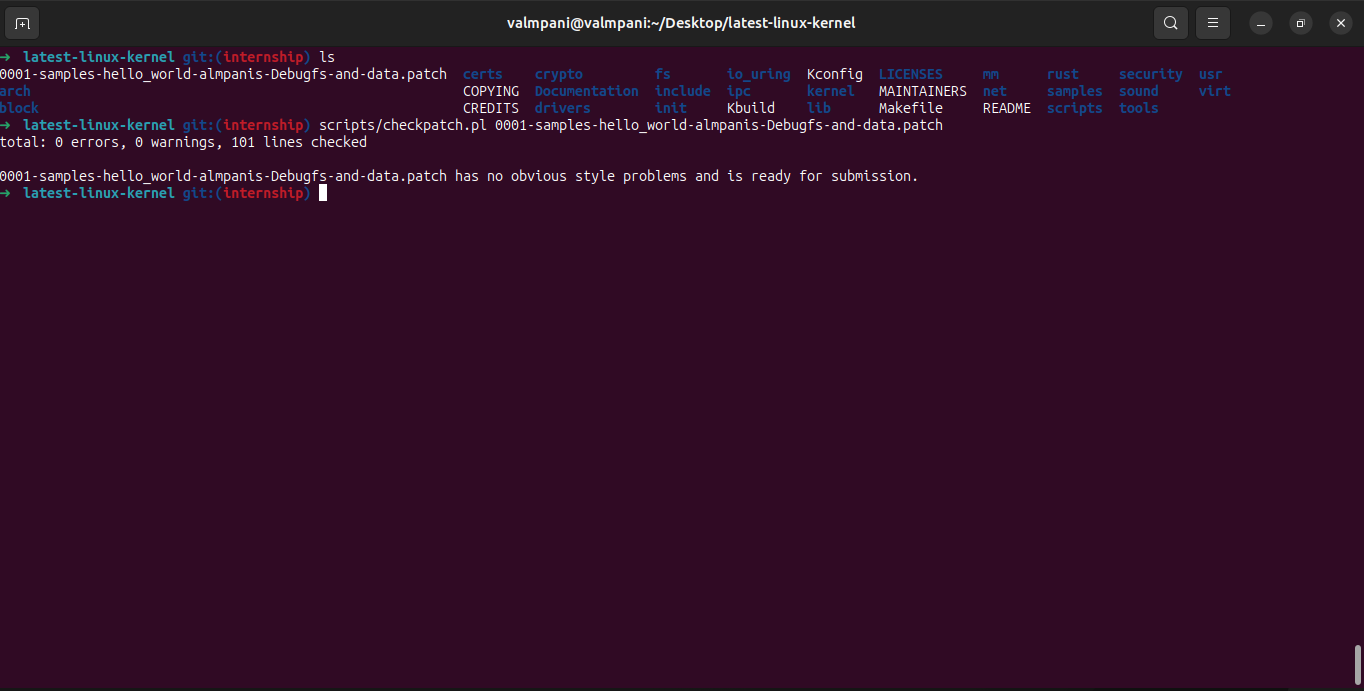 valmpani@valmpani:~/Desktop/latest-linux-kernel
→ latest-linux-kernel git:(internship) ls
0001-samples-hello_world-almpanis-Debugfs-and-data.patch certs crypto fs io_uring Kconfig LICENSES mm rust security usr
arch COPYING Documentation include ipc kernel MAINTAINERS net samples sound virt
block CREDITS drivers init Kbuild lib Makefile README scripts tools
→ latest-linux-kernel git:(internship) scripts/checkpatch.pl 0001-samples-hello_world-almpanis-Debugfs-and-data.patch
total: 0 errors, 0 warnings, 101 lines checked
0001-samples-hello_world-almpanis-Debugfs-and-data.patch has no obvious style problems and is ready for submission.
→ latest-linux-kernel git:(internship)